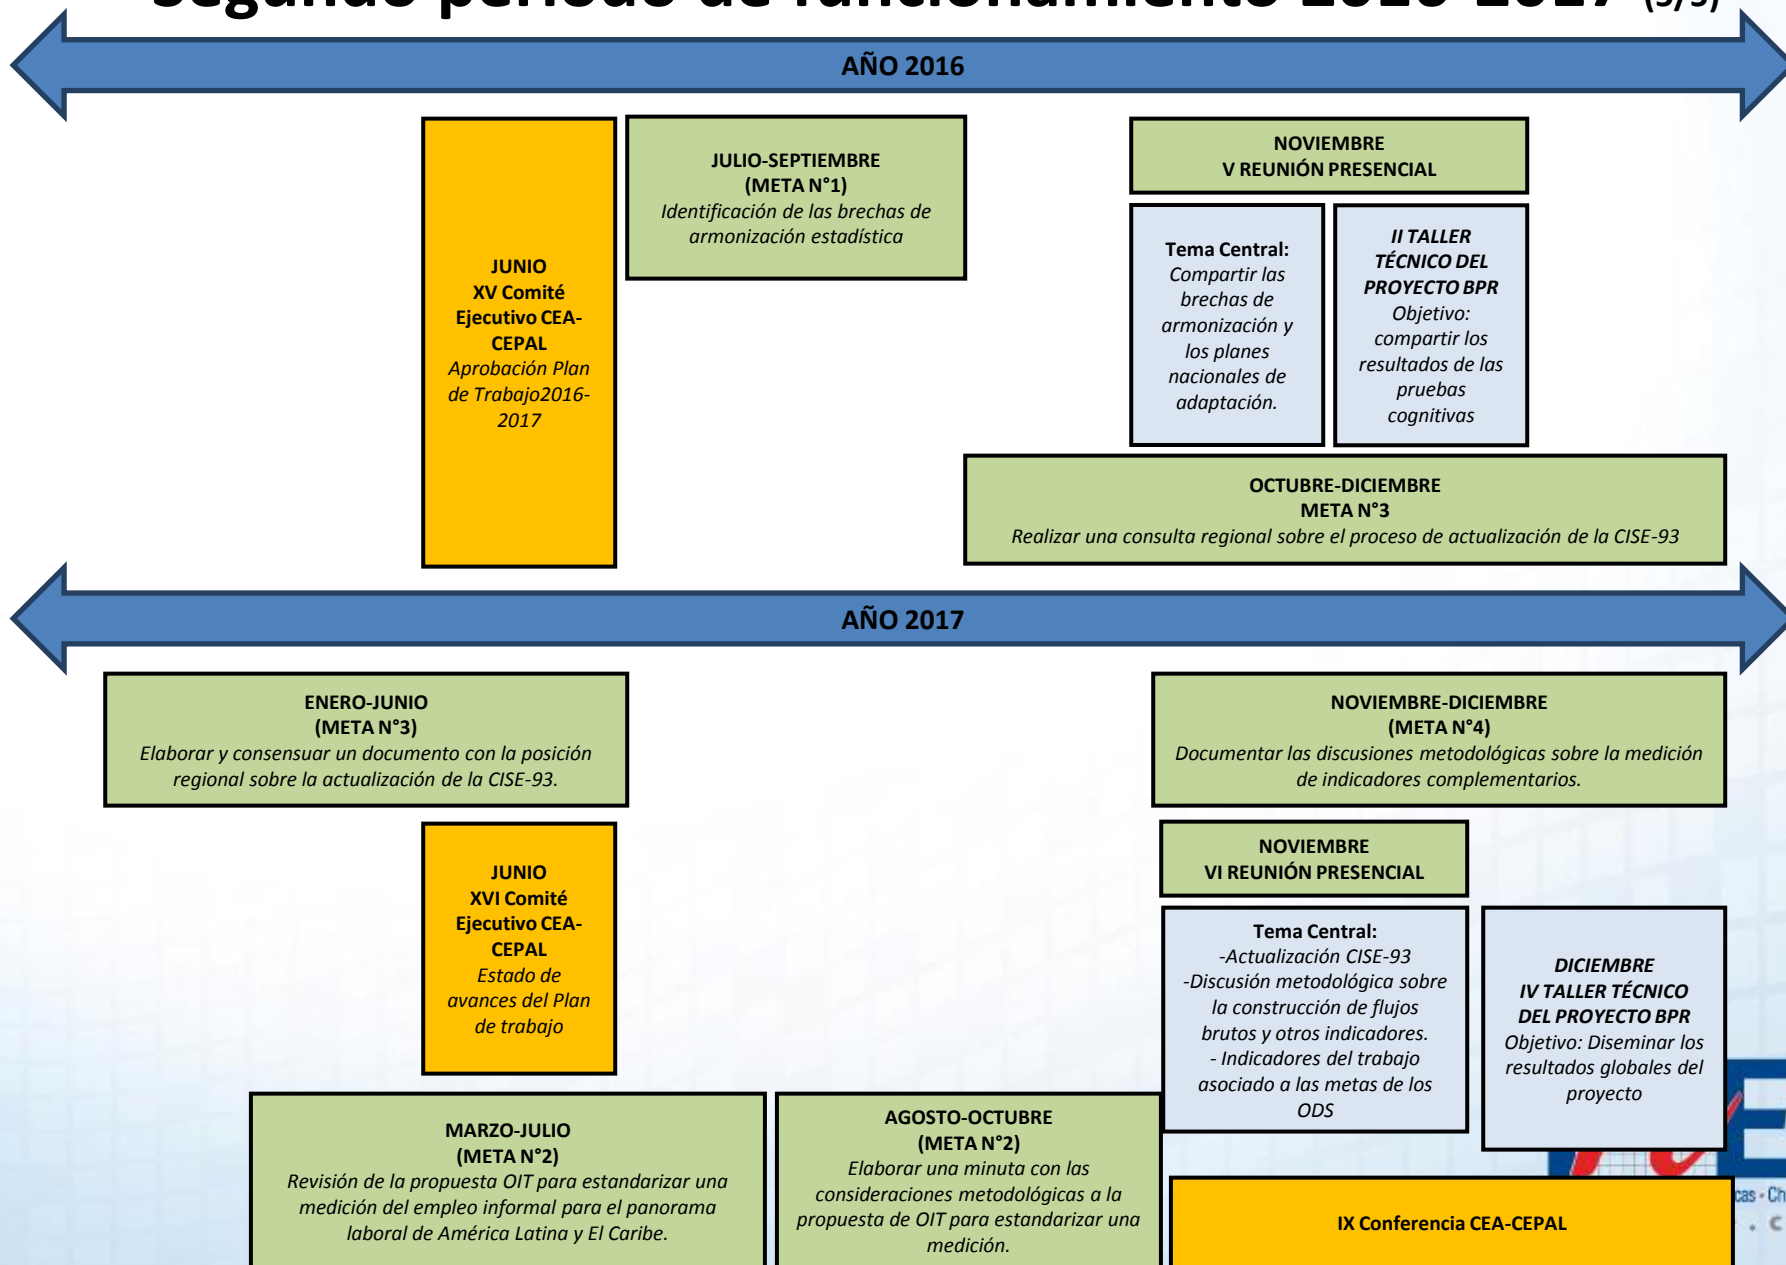 Segundo período de funcionamiento 2016-2017 (3/3)
AÑO 2016
JUNIO
XV Comité
Ejecutivo CEA-
CEPAL
Aprobación Plan
de Trabajo2016-
2017
JULIO-SEPTIEMBRE
(META N°1)
Identificación de las brechas de
armonización estadística
NOVIEMBRE
V REUNIÓN PRESENCIAL
Tema Central:
Compartir las
brechas de
armonización y
los planes
nacionales de
adaptación.
II TALLER
TÉCNICO DEL
PROYECTO BPR
Objetivo:
compartir los
resultados de las
pruebas
cognitivas
OCTUBRE-DICIEMBRE
META N°3
Realizar una consulta regional sobre el proceso de actualización de la CISE-93
AÑO 2017
ENERO-JUNIO
(META N°3)
Elaborar y consensuar un documento con la posición
regional sobre la actualización de la CISE-93.
NOVIEMBRE-DICIEMBRE
(META N°4)
Documentar las discusiones metodológicas sobre la medición
de indicadores complementarios.
JUNIO
XVI Comité
Ejecutivo CEA-
CEPAL
Estado de
avances del Plan
de trabajo
NOVIEMBRE
VI REUNIÓN PRESENCIAL
Tema Central:
-Actualización CISE-93
-Discusión metodológica sobre
la construcción de flujos
brutos y otros indicadores.
- Indicadores del trabajo
asociado a las metas de los
ODS
DICIEMBRE
IV TALLER TÉCNICO
DEL PROYECTO BPR
Objetivo: Diseminar los
resultados globales del
proyecto
MARZO-JULIO
(META N°2)
Revisión de la propuesta OIT para estandarizar una
medición del empleo informal para el panorama
laboral de América Latina y El Caribe.
AGOSTO-OCTUBRE
(META N°2)
Elaborar una minuta con las
consideraciones metodológicas a la
propuesta de OIT para estandarizar una
medición.
IX Conferencia CEA-CEPAL
cas - Ch
. c